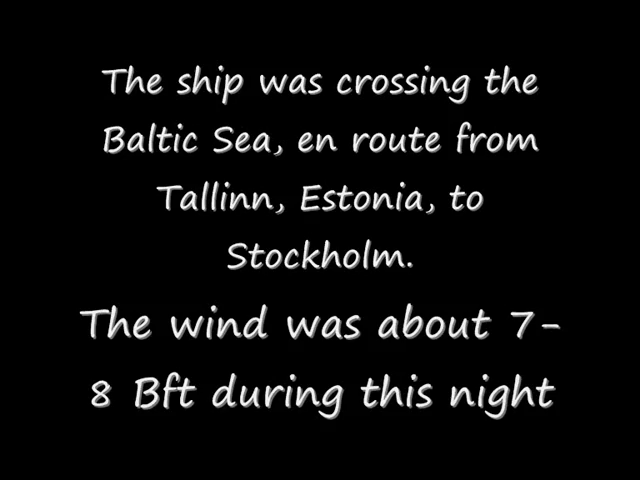 The ship was crossing the
Baltic Sea, en route from
Tallinn, Estonia, to
Stockholm.
The wind was about 7-
8 Bft during this night